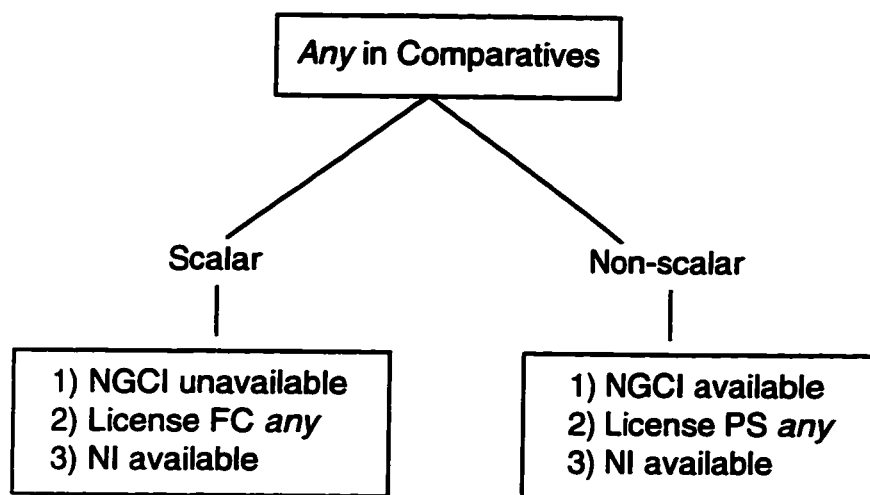 Any in Comparatives
Scalar
Non-scalar
1) NGCI unavailable
2) License FC any
3) NI available
1) NGCI available
2) License PS any
3) NI available